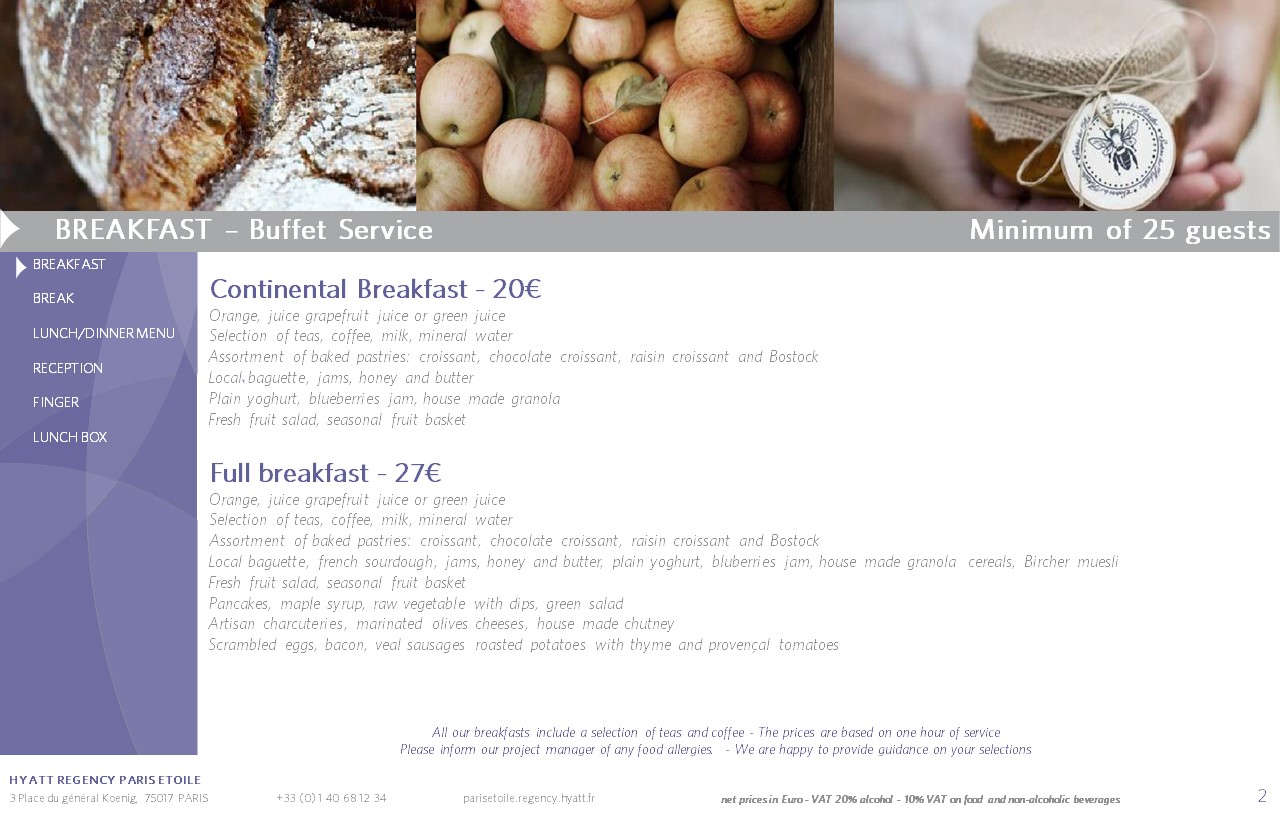 BREAKFAST – Buffet Service Minimum of 25 guests
BREAKFAST
BREAK
LUNCH/DINNER MENU
RECEPTION
FINGER
LUNCH BOX
Continental Breakfast - 20€
Orange, juice grapefruit juice or green juice
Selection of teas, coffee, milk, mineral water
Assortment of baked pastries: croissant, chocolate croissant, raisin croissant and Bostock
Local baguette, jams, honey and butter
Plain yoghurt, blueberries jam, house made granola
Fresh fruit salad, seasonal fruit basket
Full breakfast - 27€
Orange, juice grapefruit juice or green juice
Selection of teas, coffee, milk, mineral water
Assortment of baked pastries: croissant, chocolate croissant, raisin croissant and Bostock
Local baguette, french sourdough, jams, honey and butter, plain yoghurt, bluberries jam, house made granola cereals, Bircher muesli
Fresh fruit salad, seasonal fruit basket
Pancakes, maple syrup, raw vegetable with dips, green salad
Artisan charcuteries, marinated olives cheeses, house made chutney
Scrambled eggs, bacon, veal sausages roasted potatoes with thyme and provençal tomatoes
All our breakfasts include a selection of teas and coffee - The prices are based on one hour of service
Please inform our project manager of any food allergies. - We are happy to provide guidance on your selections
HYATT REGENCY PARIS ETOILE
3 Place du général Koenig, 75017 PARIS +33 (0)1 40 68 12 34 parisetoile.regency.hyatt.fr net prices in Euro - VAT 20% alcohol - 10% VAT on food and non-alcoholic beverages 2